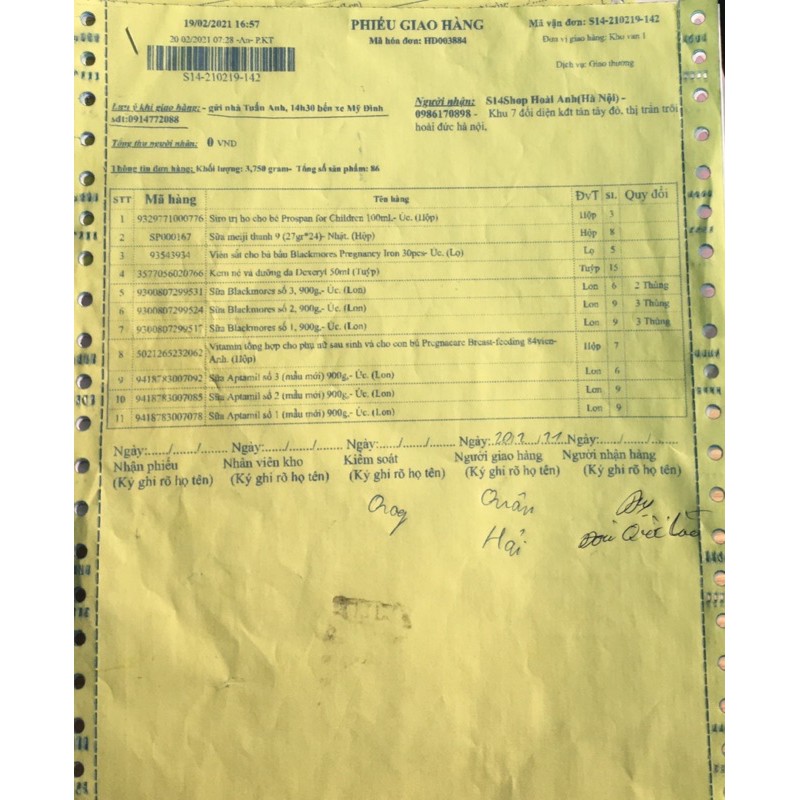 19/02/2021 16:57
20/02/2021 07:28 -An- P.KT
S14-210219-142
PHIẾU GIAO HÀNG
Mã hóa đơn: HD003884
Mã vận đơn: S14-210219-142
Đơn vị giao hàng: Kho van 1
Dịch vụ: Giao thường
Lưu ý khi giao hàng: - gửi nhà Tuấn Anh, 14h30 bến xe Mỹ Đình
sđt:0914772088
Người nhận: S14Shop Hoài Anh(Hà Nội) -
0986170898 - Khu 7 đối diện kđt tân tây đô, thị trấn trôi
hoài đức hà nội,
Tổng thu người nhận: 0 VND
Thông tin đơn hàng: Khối lượng: 3,750 gram- Tổng số sản phẩm: 86
STT Mã hàng Tên hàng ĐvT SL Quy đổi
1 9329771000776 Siro trị ho cho bé Prospan for Children 100ml,- Úc. (Hộp) Hộp 3
2 SP000167 Sữa meiji thanh 9 (27gr*24)- Nhật. (Hộp) Hộp 8
3 93543934 Viên sắt cho bà bầu Blackmores Pregnancy Iron 30pcs- Úc. (Lọ) Lọ 5
4 3577056020766 Kem nẻ và dưỡng da Dexeryl 50ml (Tuýp) Tuýp 15
5 9300807299531 Sữa Blackmores số 3, 900g,- Úc. (Lon) Lon 6 2 Thùng
6 9300807299524 Sữa Blackmores số 2, 900g,- Úc. (Lon) Lon 9 3 Thùng
7 9300807299517 Sữa Blackmores số 1, 900g,- Úc. (Lon) Lon 9 3 Thùng
8 5021265232062 Vitamin tổng hợp cho phụ nữ sau sinh và cho con bú Pregnacare Breast-feeding 84vien- Hộp 7
Anh. (Hộp)
9 9418783007092 Sữa Aptamil số 3 (mẫu mới) 900g,- Úc. (Lon) Lon 6
10 9418783007085 Sữa Aptamil số 2 (mẫu mới) 900g,- Úc. (Lon) Lon 9
11 9418783007078 Sữa Aptamil số 1 (mẫu mới) 900g,- Úc. (Lon) Lon 9
Ngày:....../....../....... Ngày:....../....../....... Ngày:....../....../....... Ngày: 20/2/21 Ngày:....../....../.......
Nhận phiếu Nhân viên kho Kiểm soát Người giao hàng Người nhận hàng
(Ký ghi rõ họ tên) (Ký ghi rõ họ tên) (Ký ghi rõ họ tên) (Ký ghi rõ họ tên) (Ký ghi rõ họ tên)
Quân
Hải